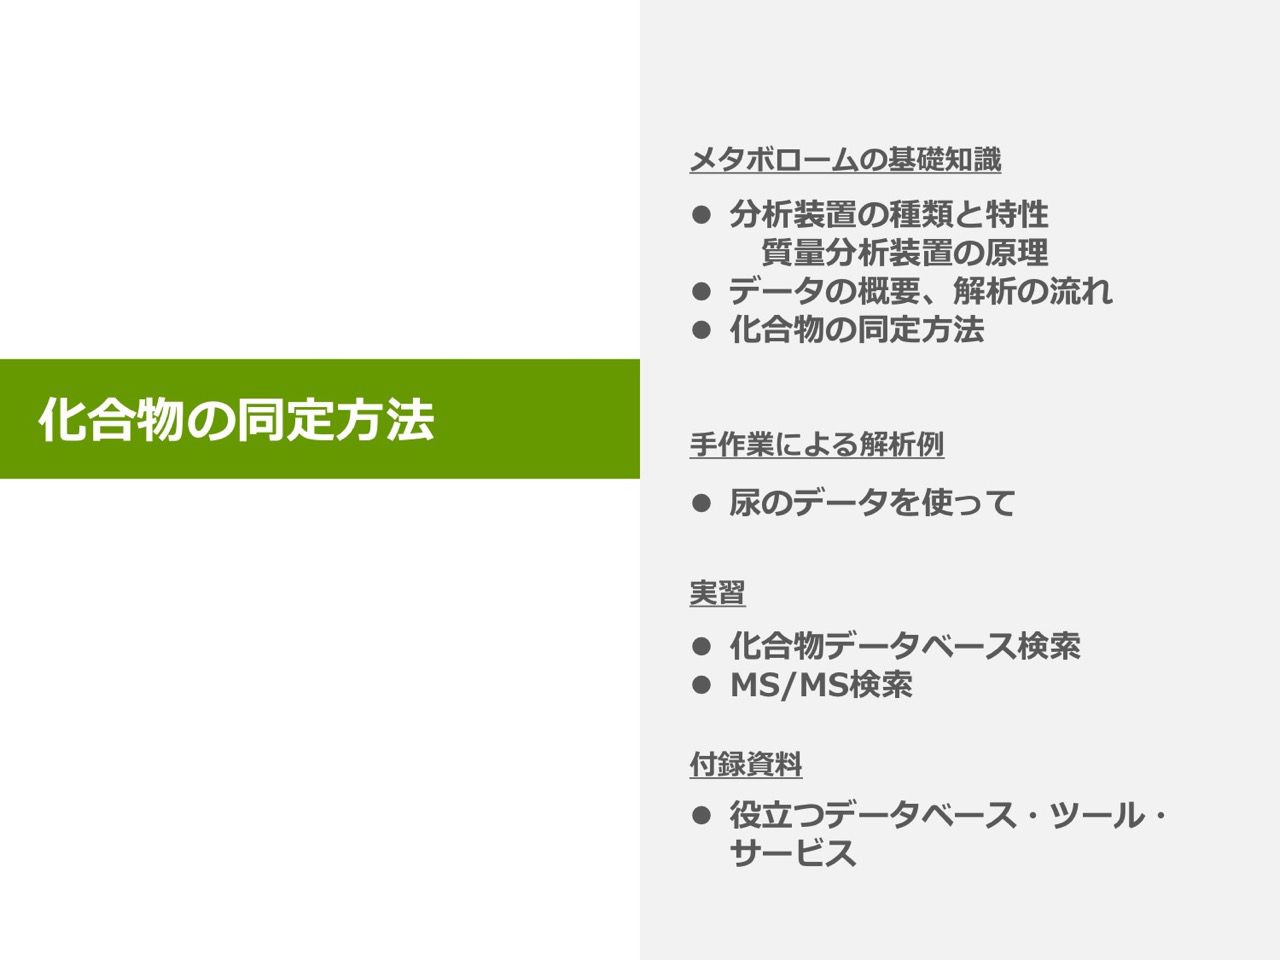 化合物の同定方法
メタボロームの基礎知識
● 分析装置の種類と特性
質量分析装置の原理
● データの概要、解析の流れ
● 化合物の同定方法
手作業による解析例
● 尿のデータを使って
実習
● 化合物データベース検索
● MS/MS検索
付録資料
● 役立つデータベース・ツール・
サービス